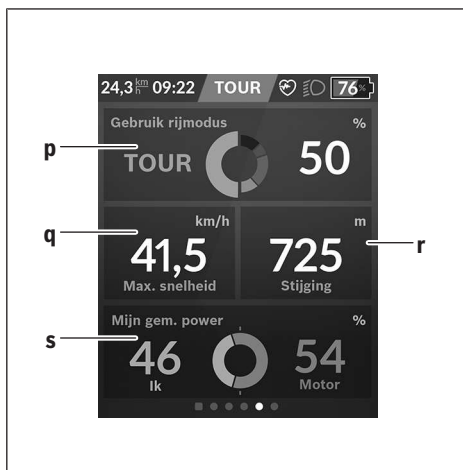 24,3 km/h 09:22 TOUR 76%
Gebruik rijmodus %
p
TOUR 50
km/h m
q
41,5 725
r
Max. snelheid Stijging
Mijn gem. power %
s
46 54
Ik Motor